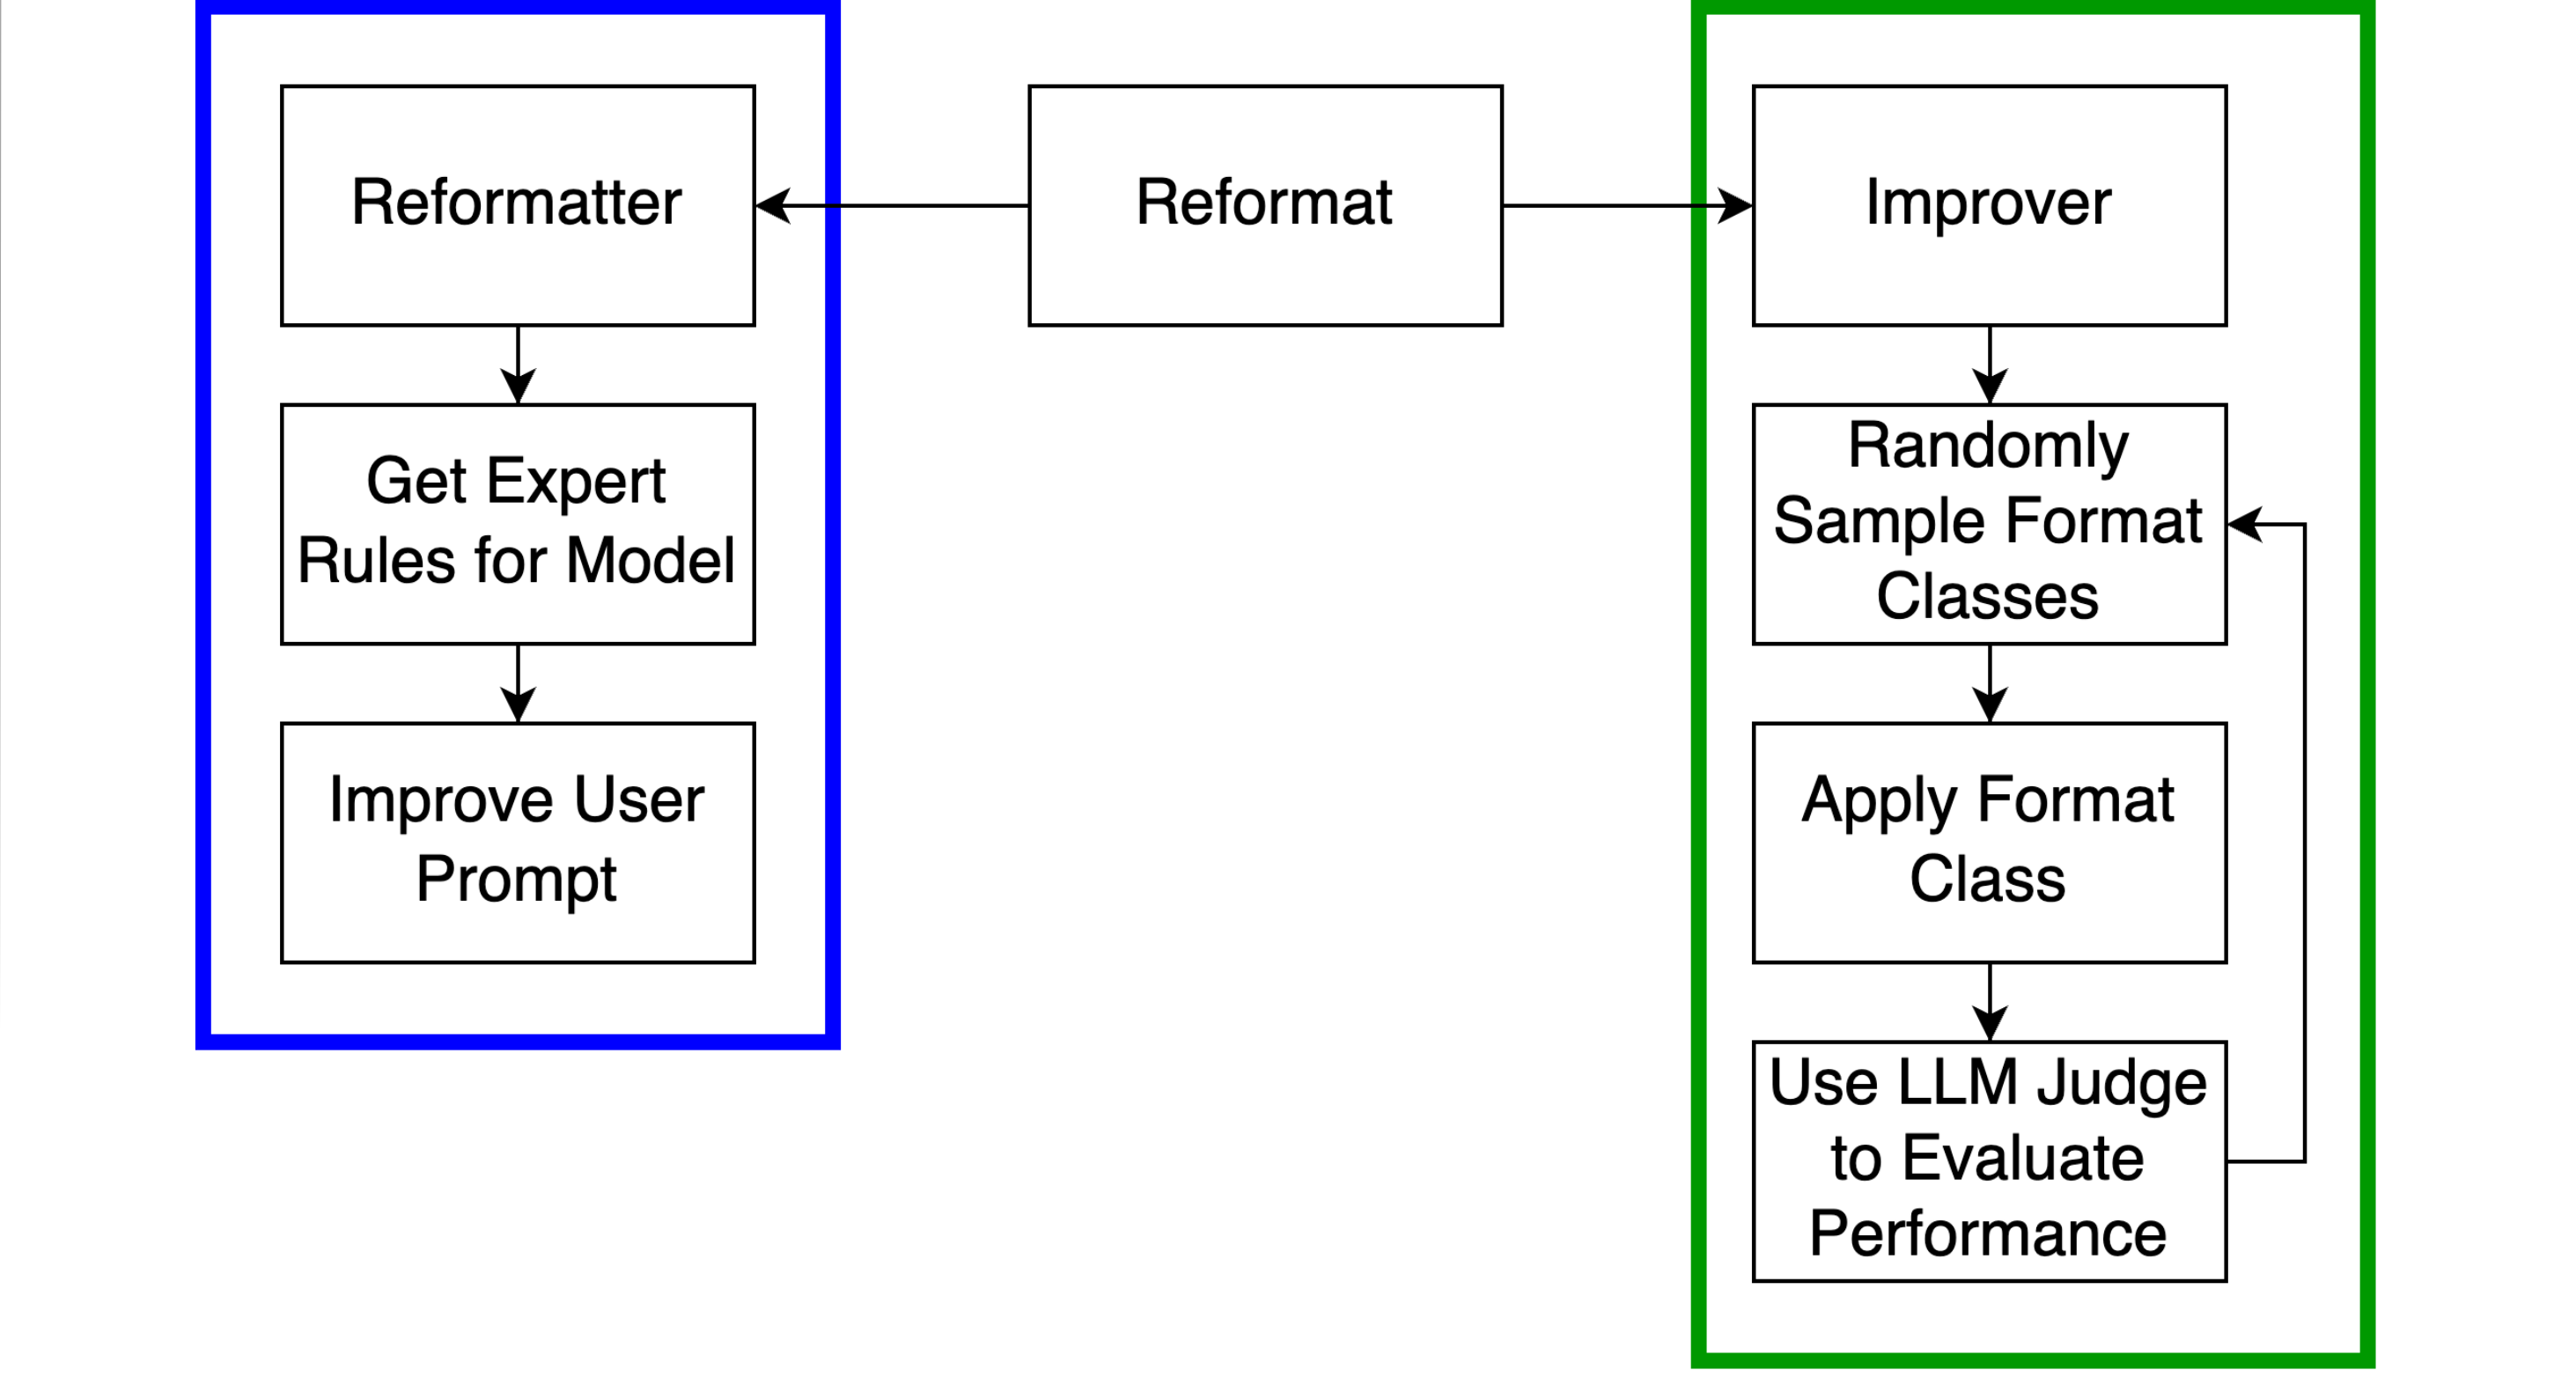 Reformatter
Reformat
Improver
Get Expert
Rules for Model
Randomly
Sample Format
Classes
Improve User
Prompt
Apply Format
Class
Use LLM Judge
to Evaluate
Performance